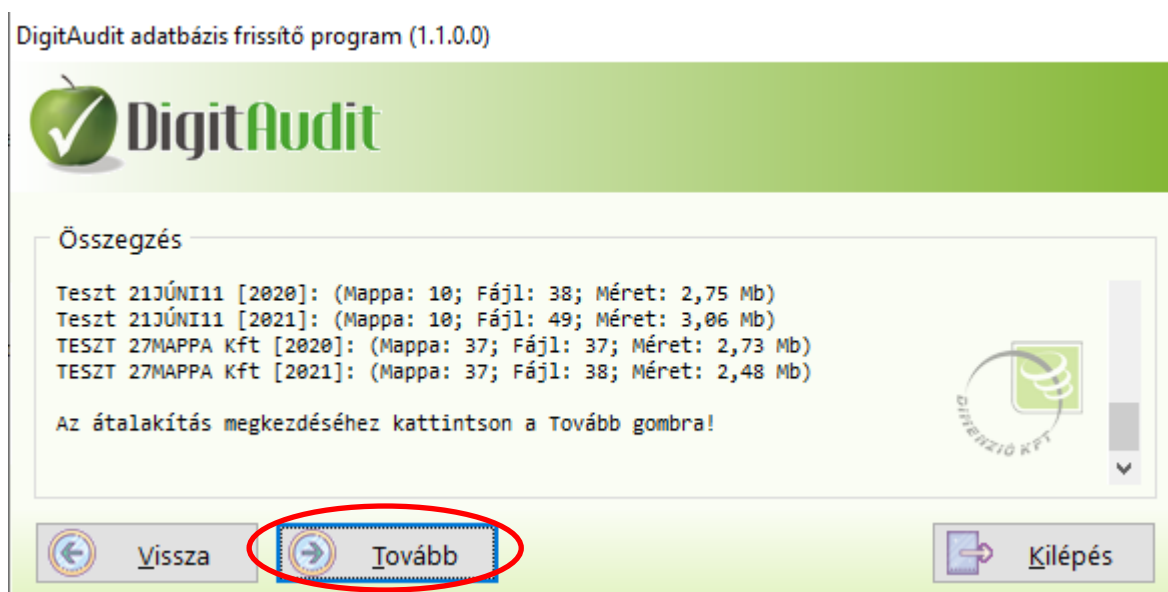 DigitAudit adatbázis frissítő program (1.1.0.0)
DigitAudit
Összegzés
Teszt 21JÚNI11 [2020]: (Mappa: 10; Fájl: 38; Méret: 2,75 Mb)
Teszt 21JÚNI11 [2021]: (Mappa: 10; Fájl: 49; Méret: 3,06 Mb)
TESZT 27MAPPA Kft [2020]: (Mappa: 37; Fájl: 37; Méret: 2,73 Mb)
TESZT 27MAPPA Kft [2021]: (Mappa: 37; Fájl: 38; Méret: 2,48 Mb)
Az átalakítás megkezdéséhez kattintson a Tovább gombra!
DIMENZIÓ KFT
Vissza
Tovább
Kilépés